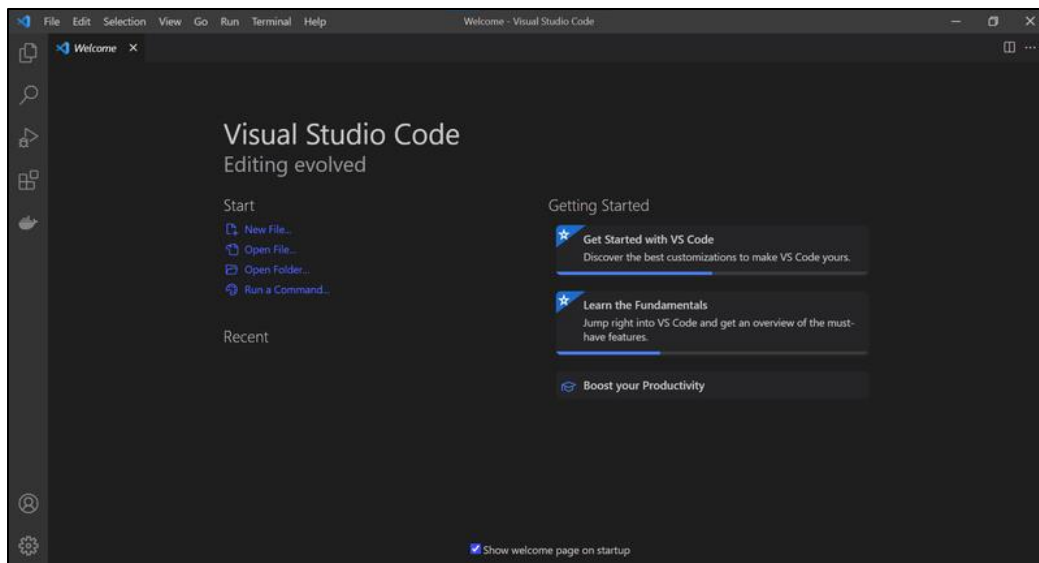 File Edit Selection View Go Run Terminal Help
Welcome - Visual Studio Code
Welcome
Visual Studio Code
Editing evolved
Start
New File...
Open File...
Open Folder...
Run a Command...
Recent
Getting Started
Get Started with VS Code
Discover the best customizations to make VS Code yours.
Learn the Fundamentals
Jump right into VS Code and get an overview of the must-
have features.
Boost your Productivity
Show welcome page on startup